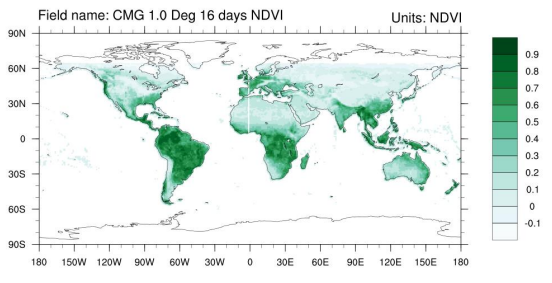 Field name: CMG 1.0 Deg 16 days NDVI Units: NDVI
90N
60N
30N
0
30S
60S
90S
180 150W 120W 90W 60W 30W 0 30E 60E 90E 120E 150E 180
0.9
0.8
0.7
0.6
0.5
0.4
0.3
0.2
0.1
0
-0.1